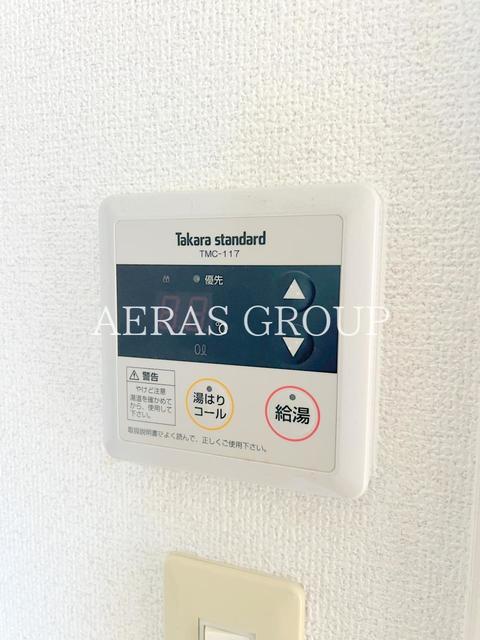 Takara standard
TMC-117
優先
AERAS GROUP
℃
0ℓ
警告
やけど注意
湯温を確かめて
から、使用して
下さい。
湯はり
コール
給湯
取扱説明書をよく読んで、正しくご使用下さい。